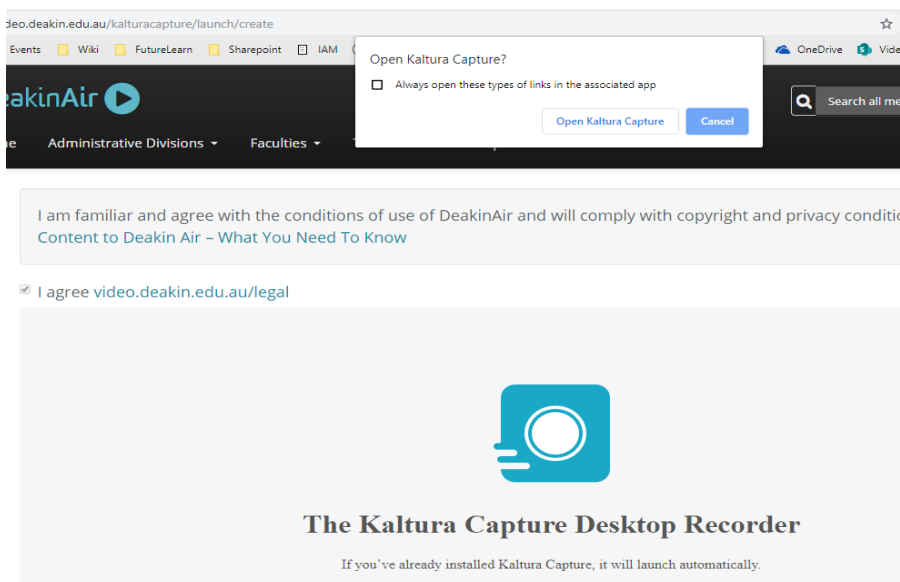 deo.deakin.edu.au/kalturacapture/launch/create
Events Wiki FutureLearn Sharepoint IAM OneDrive Vide
Open Kaltura Capture?
Always open these types of links in the associated app
Open Kaltura Capture Cancel
eakinAir
Search all me
ne Administrative Divisions Faculties
I am familiar and agree with the conditions of use of DeakinAir and will comply with copyright and privacy conditio
Content to Deakin Air – What You Need To Know
I agree video.deakin.edu.au/legal
The Kaltura Capture Desktop Recorder
If you've already installed Kaltura Capture, it will launch automatically.